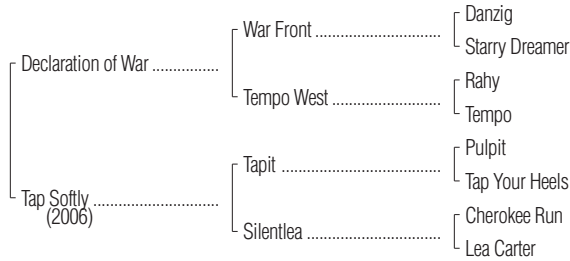 Danzig
War Front ................................
Starry Dreamer
Declaration of War .................
Rahy
Tempo West ............................
Tempo
Pulpit
Tapit .........................................
Tap Your Heels
Tap Softly ................................
(2006)
Cherokee Run
Silentlea ...................................
Lea Carter